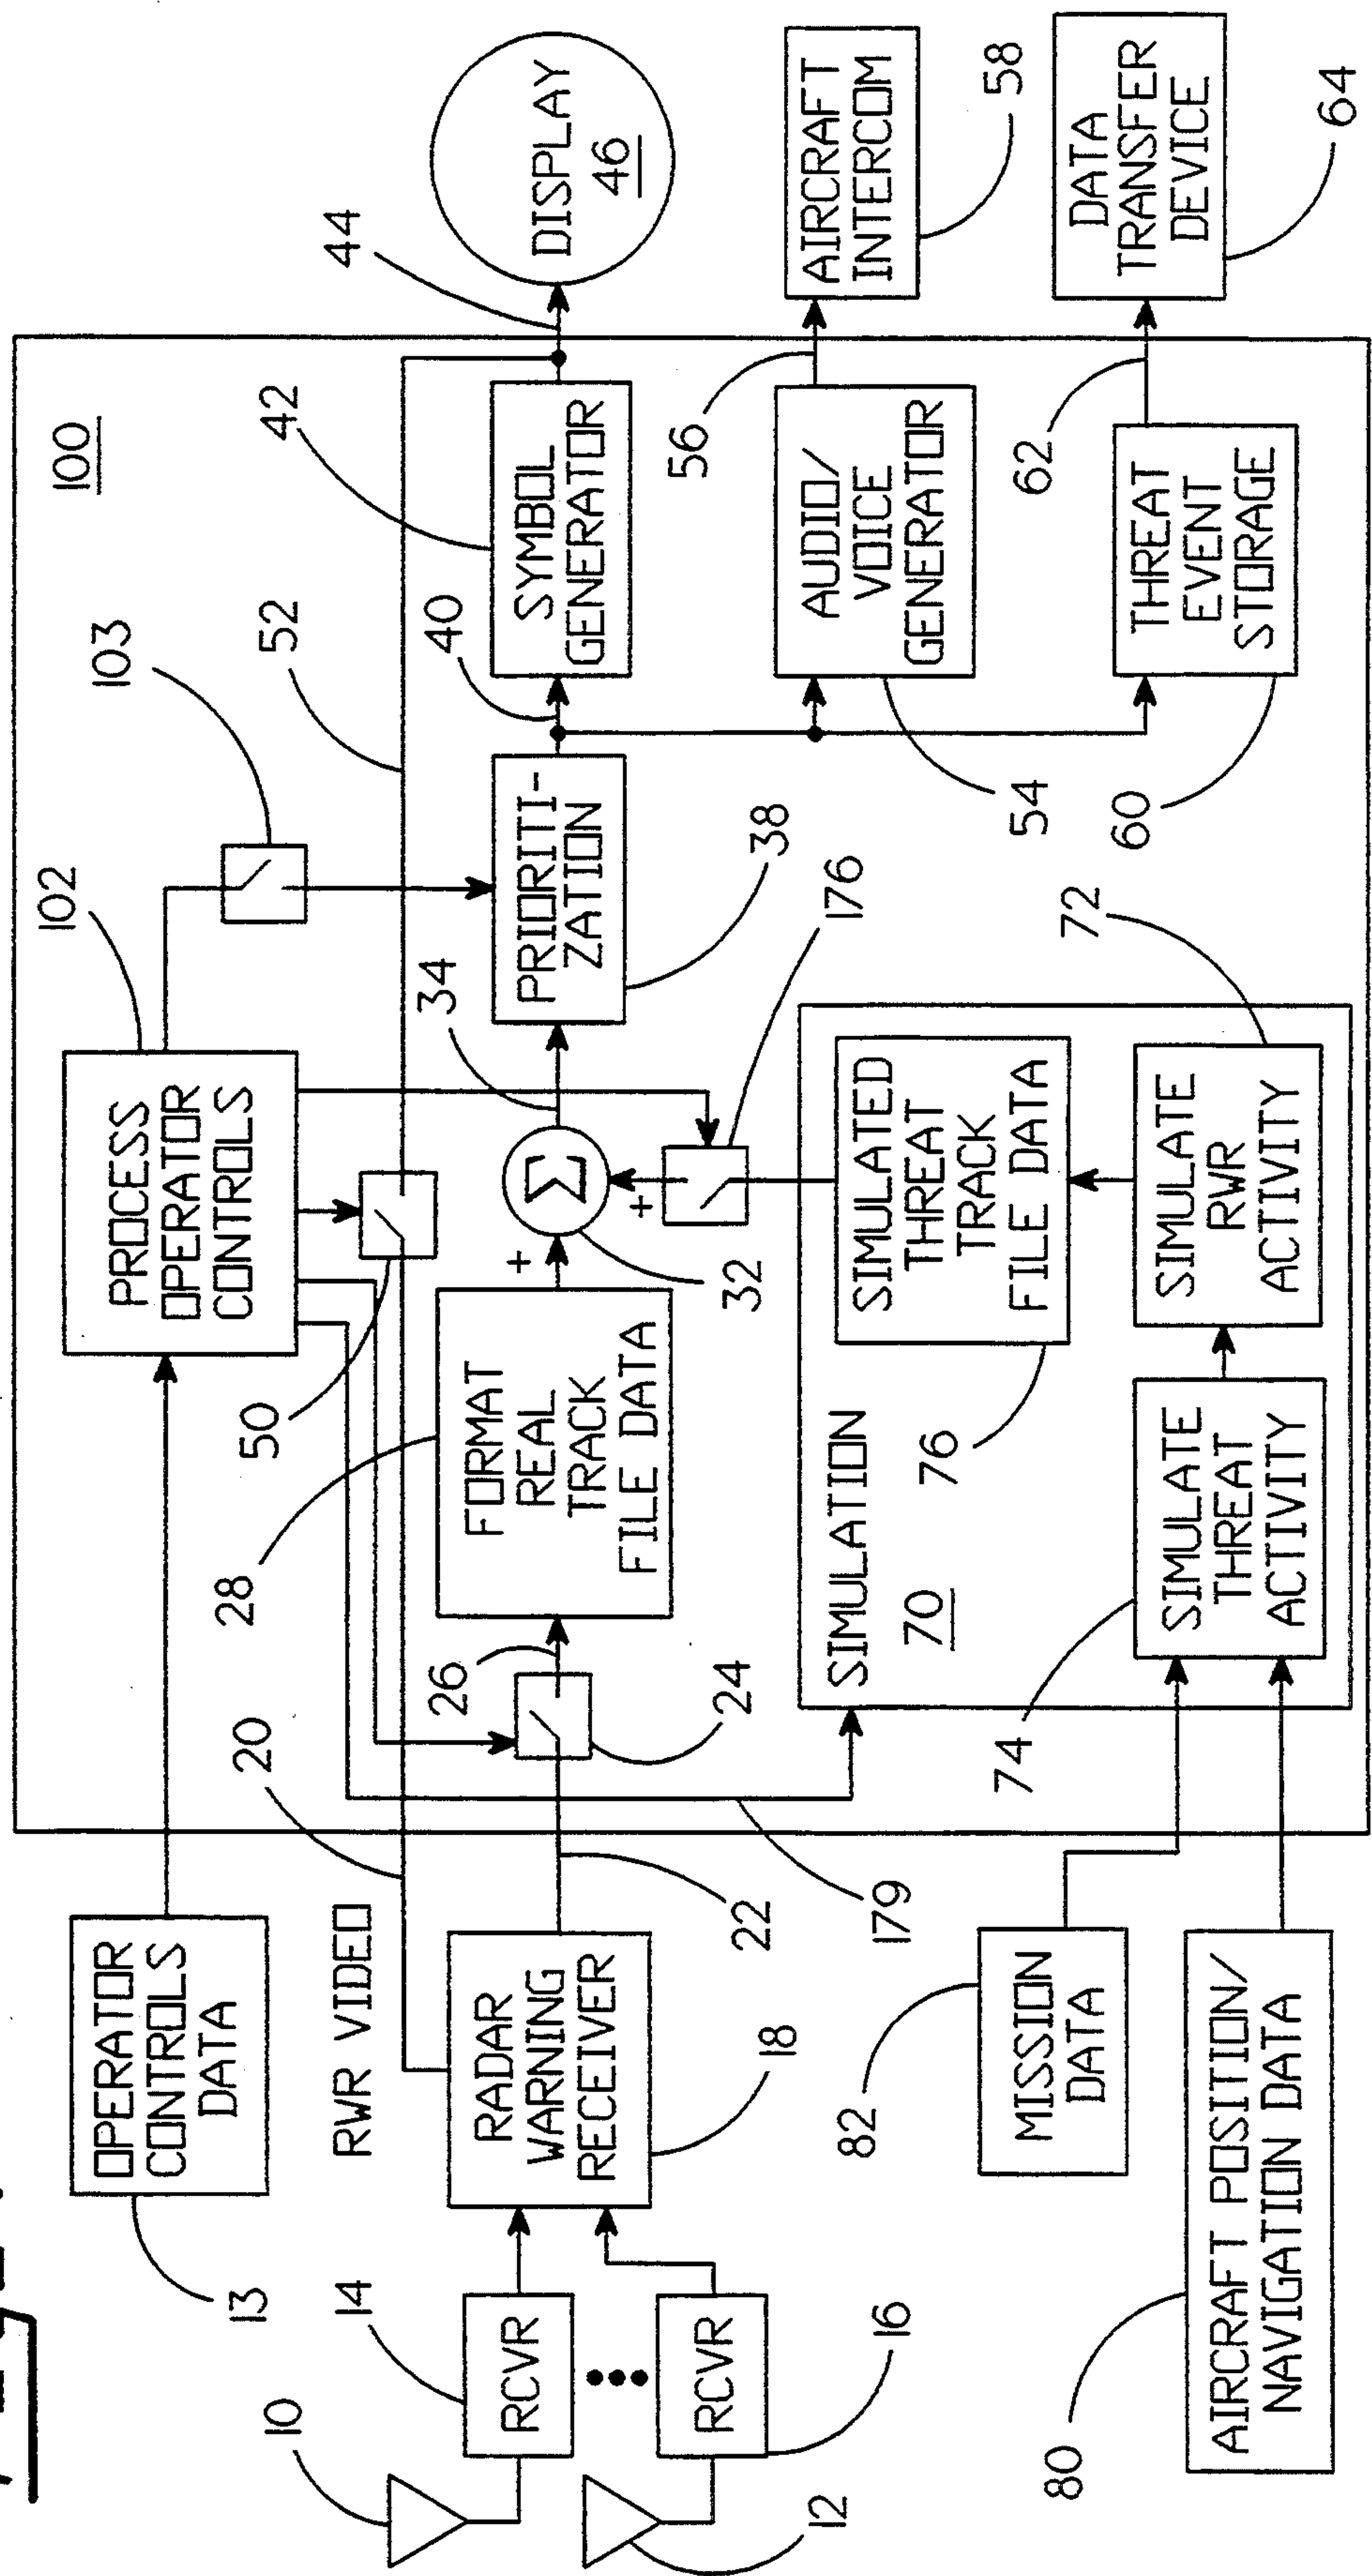 100
OPERATOR
CONTROLS
DATA
13
PROCESS
OPERATOR
CONTROLS
102
103
52
RWR VIDEO
20
50
10
12
14
RCVR
RCVR
16
RADAR
WARNING
RECEIVER
18
22
24
26
FORMAT
REAL
TRACK
FILE DATA
28
+
Σ
+
32
34
PRIORITI-
ZATION
38
40
SYMBOL
GENERATOR
42
44
DISPLAY
46
176
AUDIO/
VOICE
GENERATOR
54
56
AIRCRAFT
INTERCOM
58
THREAT
EVENT
STORAGE
60
62
DATA
TRANSFER
DEVICE
64
179
SIMULATION
70
SIMULATED
THREAT
TRACK
FILE DATA
76
SIMULATE
THREAT
ACTIVITY
74
SIMULATE
RWR
ACTIVITY
72
MISSION
DATA
82
AIRCRAFT POSITION/
NAVIGATION DATA
80